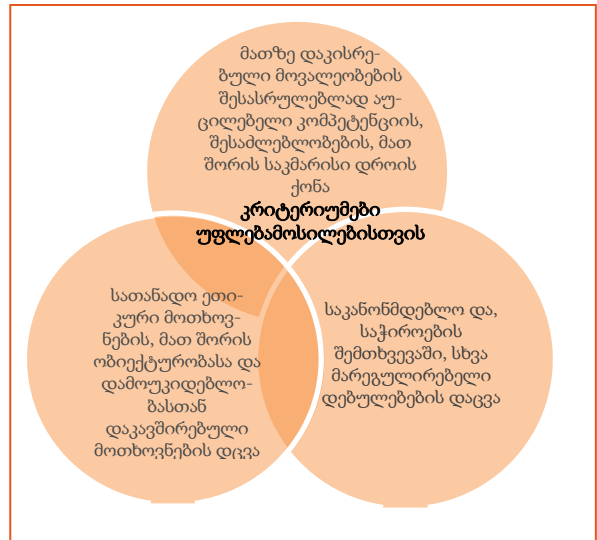 მათზე დაკისრე-
ბული მოვალეობების
შესასრულებლად აუ-
ცილებელი კომპეტენციის,
შესაძლებლობების, მათ
შორის საკმარისი დროის
ქონა
კრიტერიუმები
უფლებამოსილებისთვის
სათანადო ეთი-
კური მოთხოვ-
ნების, მათ შორის
ობიექტურობასა და
დამოუკიდებლო-
ბასთან
დაკავშირებული
მოთხოვნების დცვა
საკანონმდებლო და,
საჭიროების
შემთხვევაში, სხვა
მარეგულირებელი
დებულებების დაცვა